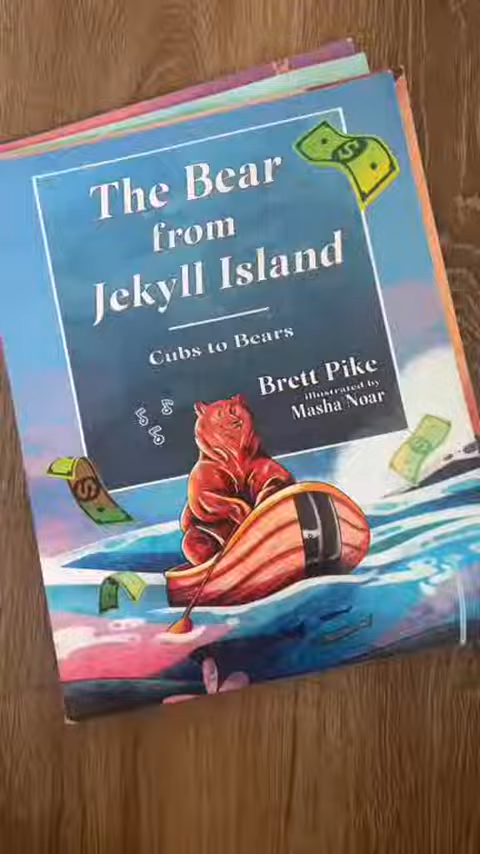 The Bear
from
Jekyll Island
Cubs to Bears
Brett Pike
illustrated by
Masha Noar